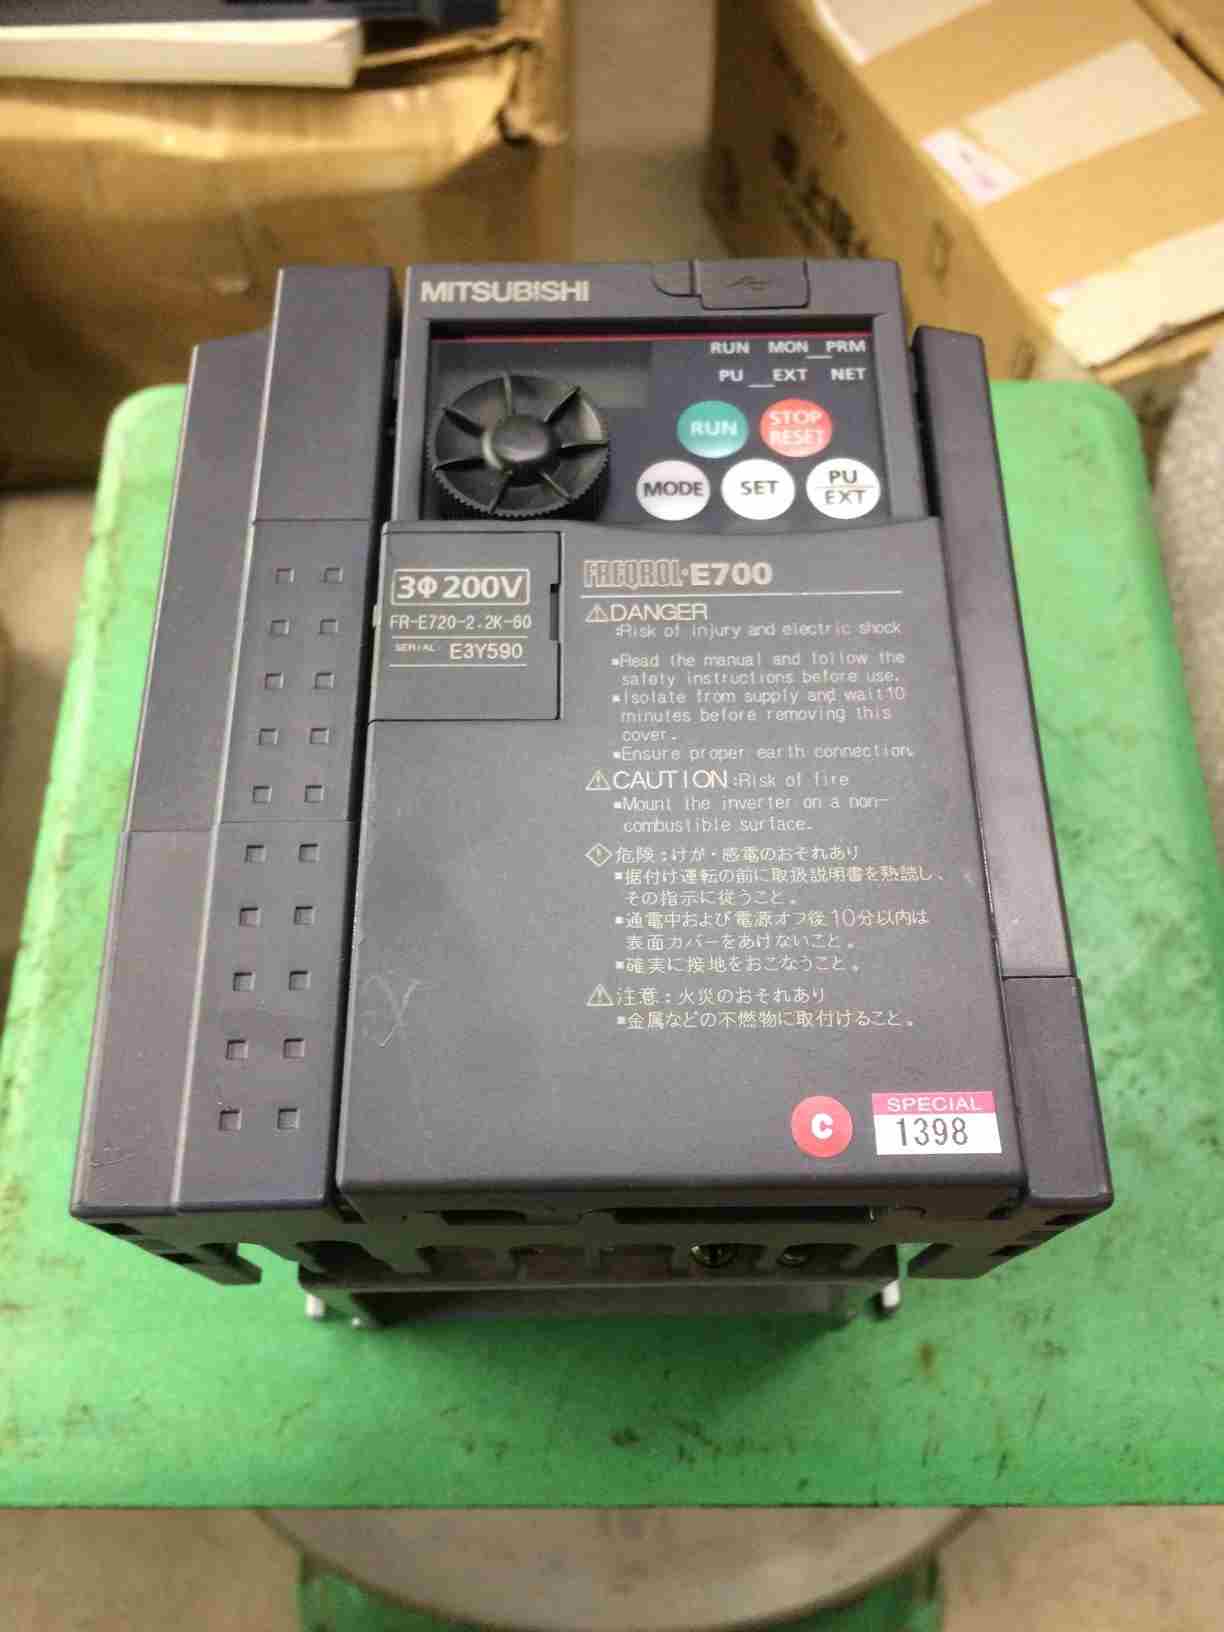 MITSUBISHI
RUN MON PRM
PU EXT NET
RUN
STOP
RESET
MODE
SET
PU
EXT
3Φ200V
FR-E720-2.2K-60
SERIAL E3Y590
FREQROL-E700
⚠DANGER
:Risk of injury and electric shock
▪Read the manual and follow the
safety instructions before use.
▪Isolate from supply and wait 10
minutes before removing this
cover.
▪Ensure proper earth connection.
⚠CAUTION :Risk of fire
▪Mount the inverter on a non-
combustible surface.
危険：けが・感電のおそれあり
▪据付け運転の前に取扱説明書を熟読し、
その指示に従うこと。
▪通電中および電源オフ後10分以内は
表面カバーをあけないこと。
▪確実に接地をおこなうこと。
⚠注意：火災のおそれあり
▪金属などの不燃物に取付けること。
C
SPECIAL
1398